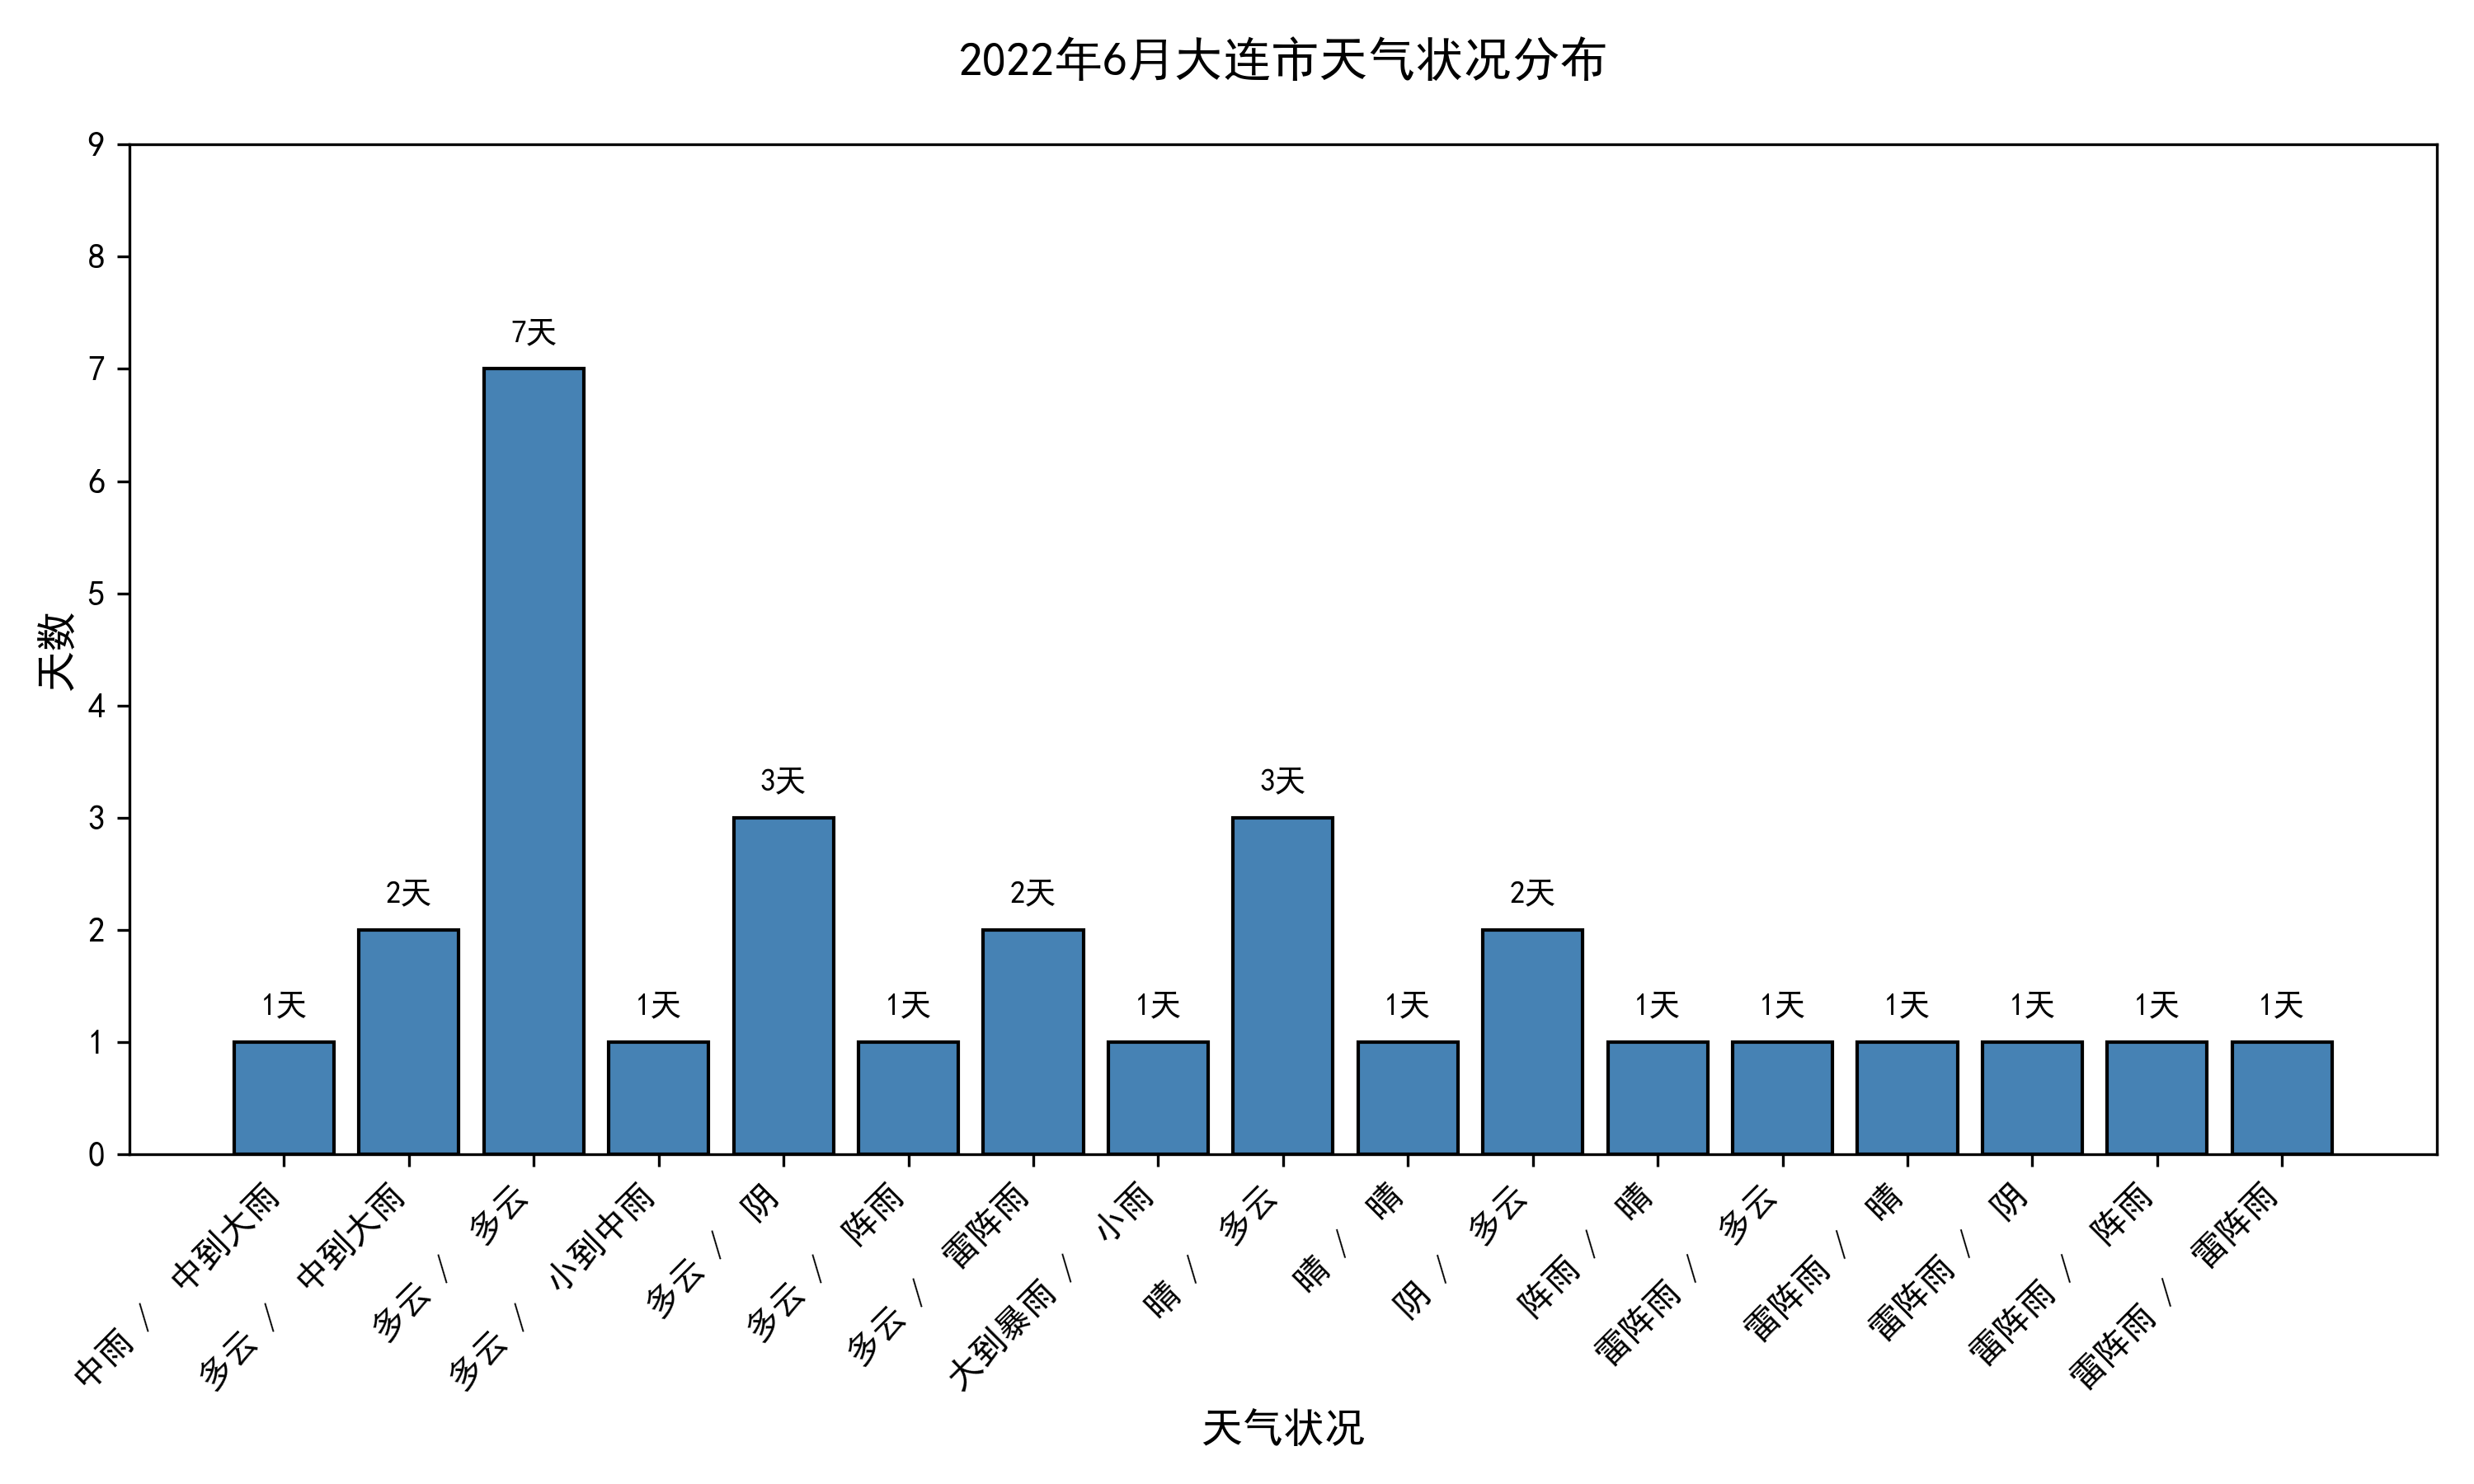 2022年6月大连市天气状况分布
天数
9
8
7
6
5
4
3
2
1
0
1天
2天
7天
1天
3天
1天
2天
1天
3天
1天
2天
1天
1天
1天
1天
1天
1天
中雨 / 中到大雨
多云 / 中到大雨
多云 / 多云
多云 / 小到中雨
多云 / 阴
多云 / 阵雨
多云 / 雷阵雨
大到暴雨 / 小雨
晴 / 多云
晴 / 晴
阴 / 多云
阵雨 / 晴
雷阵雨 / 多云
雷阵雨 / 晴
雷阵雨 / 阴
雷阵雨 / 阵雨
雷阵雨 / 雷阵雨
天气状况